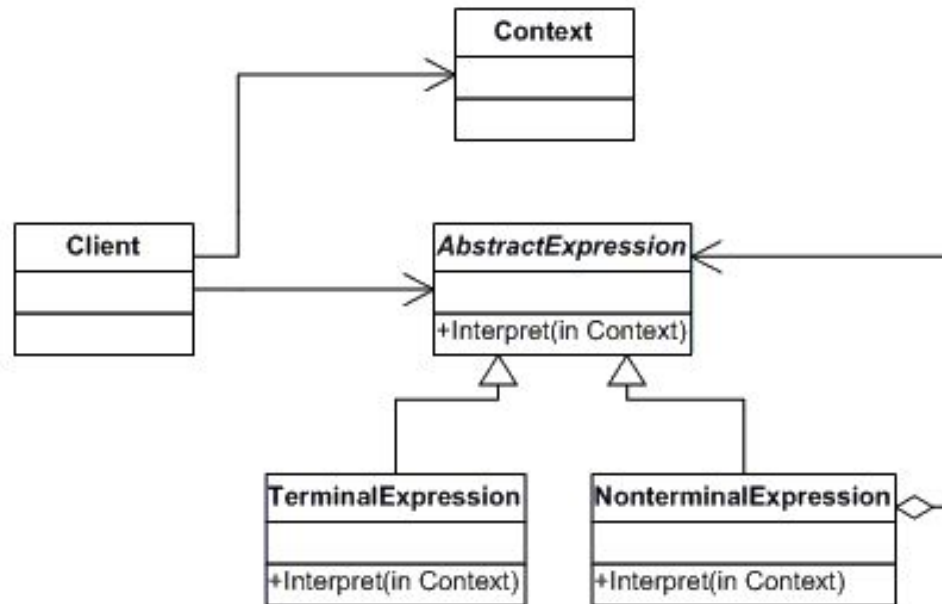 Context
Client
AbstractExpression
+Interpret(in Context)
TerminalExpression
+Interpret(in Context)
NonterminalExpression
+Interpret(in Context)